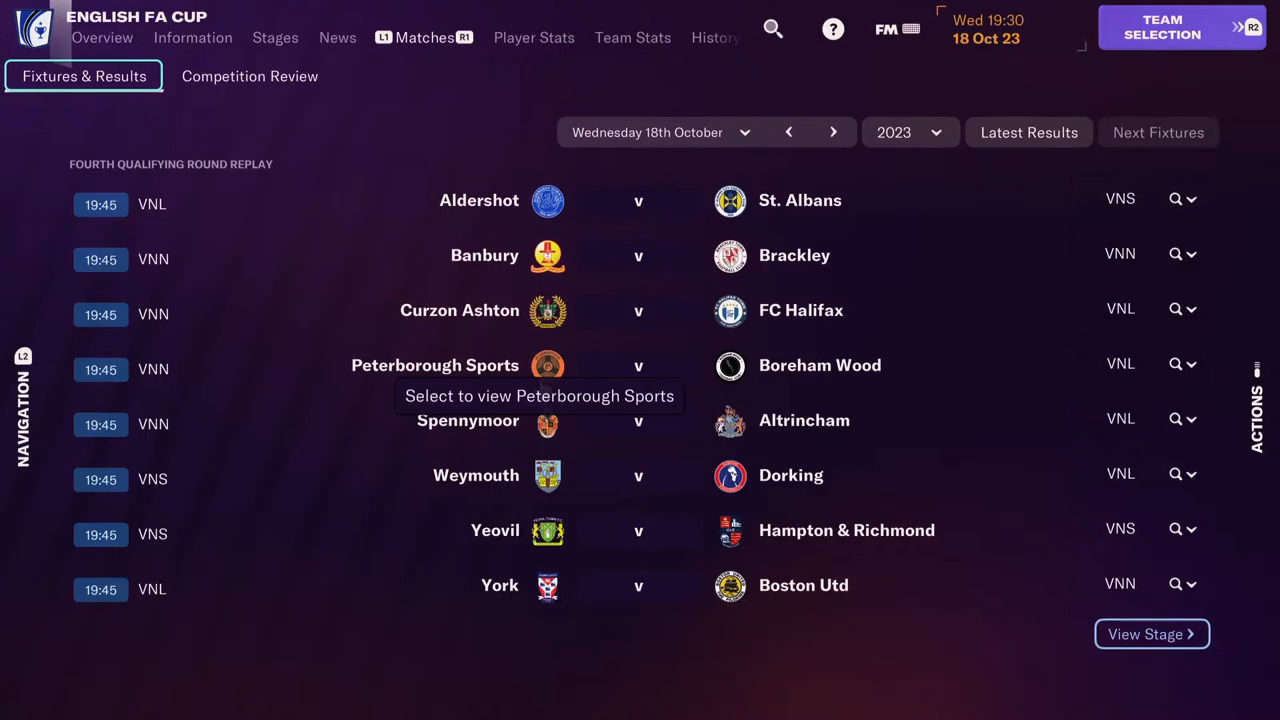 ENGLISH FA CUP
Overview Information Stages News L1 Matches R1 Player Stats Team Stats History
? FM
Wed 19:30
18 Oct 23
TEAM
SELECTION
R2
Fixtures & Results Competition Review
Wednesday 18th October 2023 Latest Results Next Fixtures
FOURTH QUALIFYING ROUND REPLAY
19:45 VNL Aldershot v St. Albans VNS
19:45 VNN Banbury v Brackley VNN
19:45 VNN Curzon Ashton v FC Halifax VNL
19:45 VNN Peterborough Sports v Boreham Wood VNL
Select to view Peterborough Sports
19:45 VNN Spennymoor v Altrincham VNL
19:45 VNS Weymouth v Dorking VNL
19:45 VNS Yeovil v Hampton & Richmond VNS
19:45 VNL York v Boston Utd VNN
View Stage
L2
NAVIGATION
ACTIONS